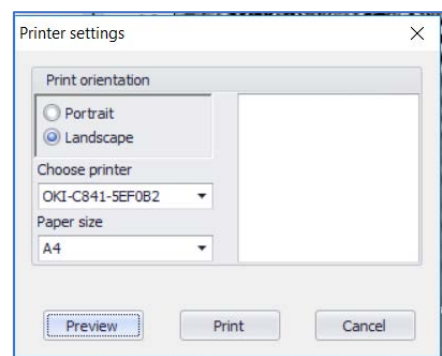 Printer settings
Print orientation
Portrait
Landscape
Choose printer
OKI-C841-5EF0B2
Paper size
A4
Preview Print Cancel